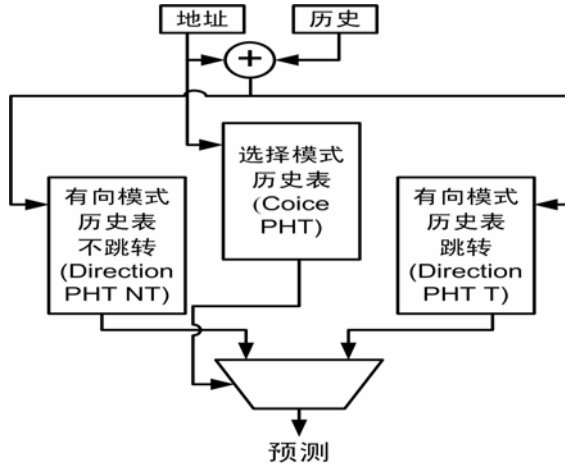 地址
历史
+
选择模式
历史表
(Coice
PHT)
有向模式
历史表
不跳转
(Direction
PHT NT)
有向模式
历史表
跳转
(Direction
PHT T)
预测